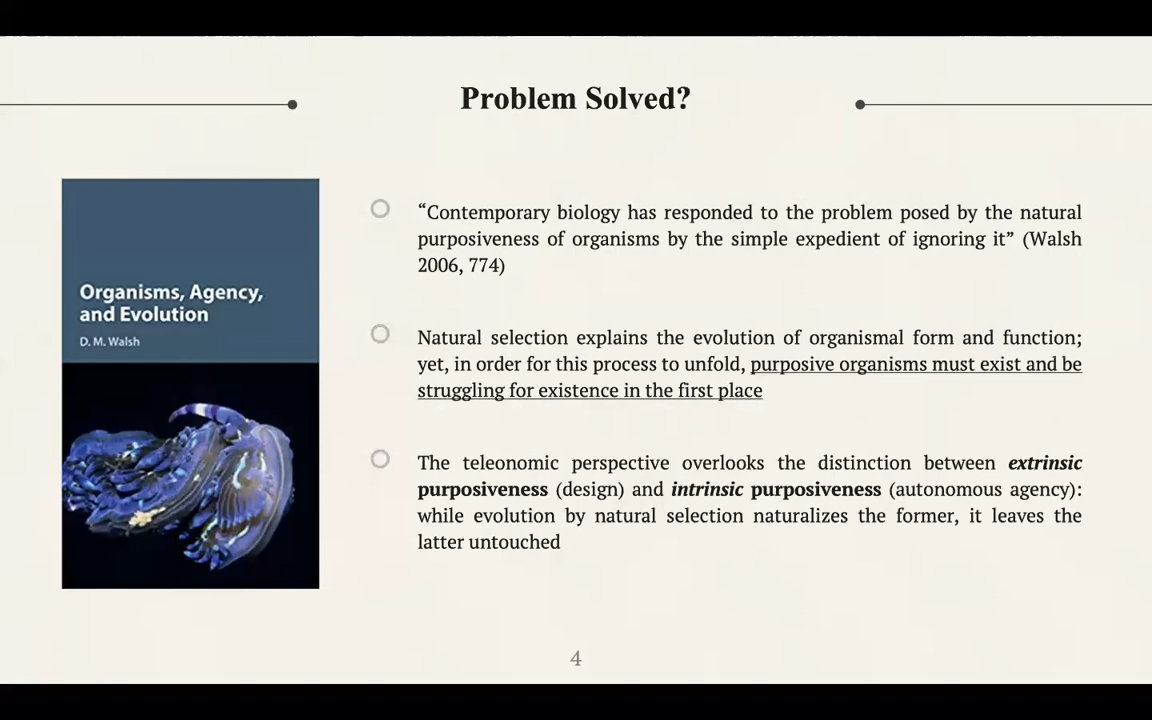 Problem Solved?
Organisms, Agency,
and Evolution
D. M. Walsh
“Contemporary biology has responded to the problem posed by the natural
purposiveness of organisms by the simple expedient of ignoring it” (Walsh
2006, 774)
Natural selection explains the evolution of organismal form and function;
yet, in order for this process to unfold, purposive organisms must exist and be
struggling for existence in the first place
The teleonomic perspective overlooks the distinction between extrinsic
purposiveness (design) and intrinsic purposiveness (autonomous agency):
while evolution by natural selection naturalizes the former, it leaves the
latter untouched
4